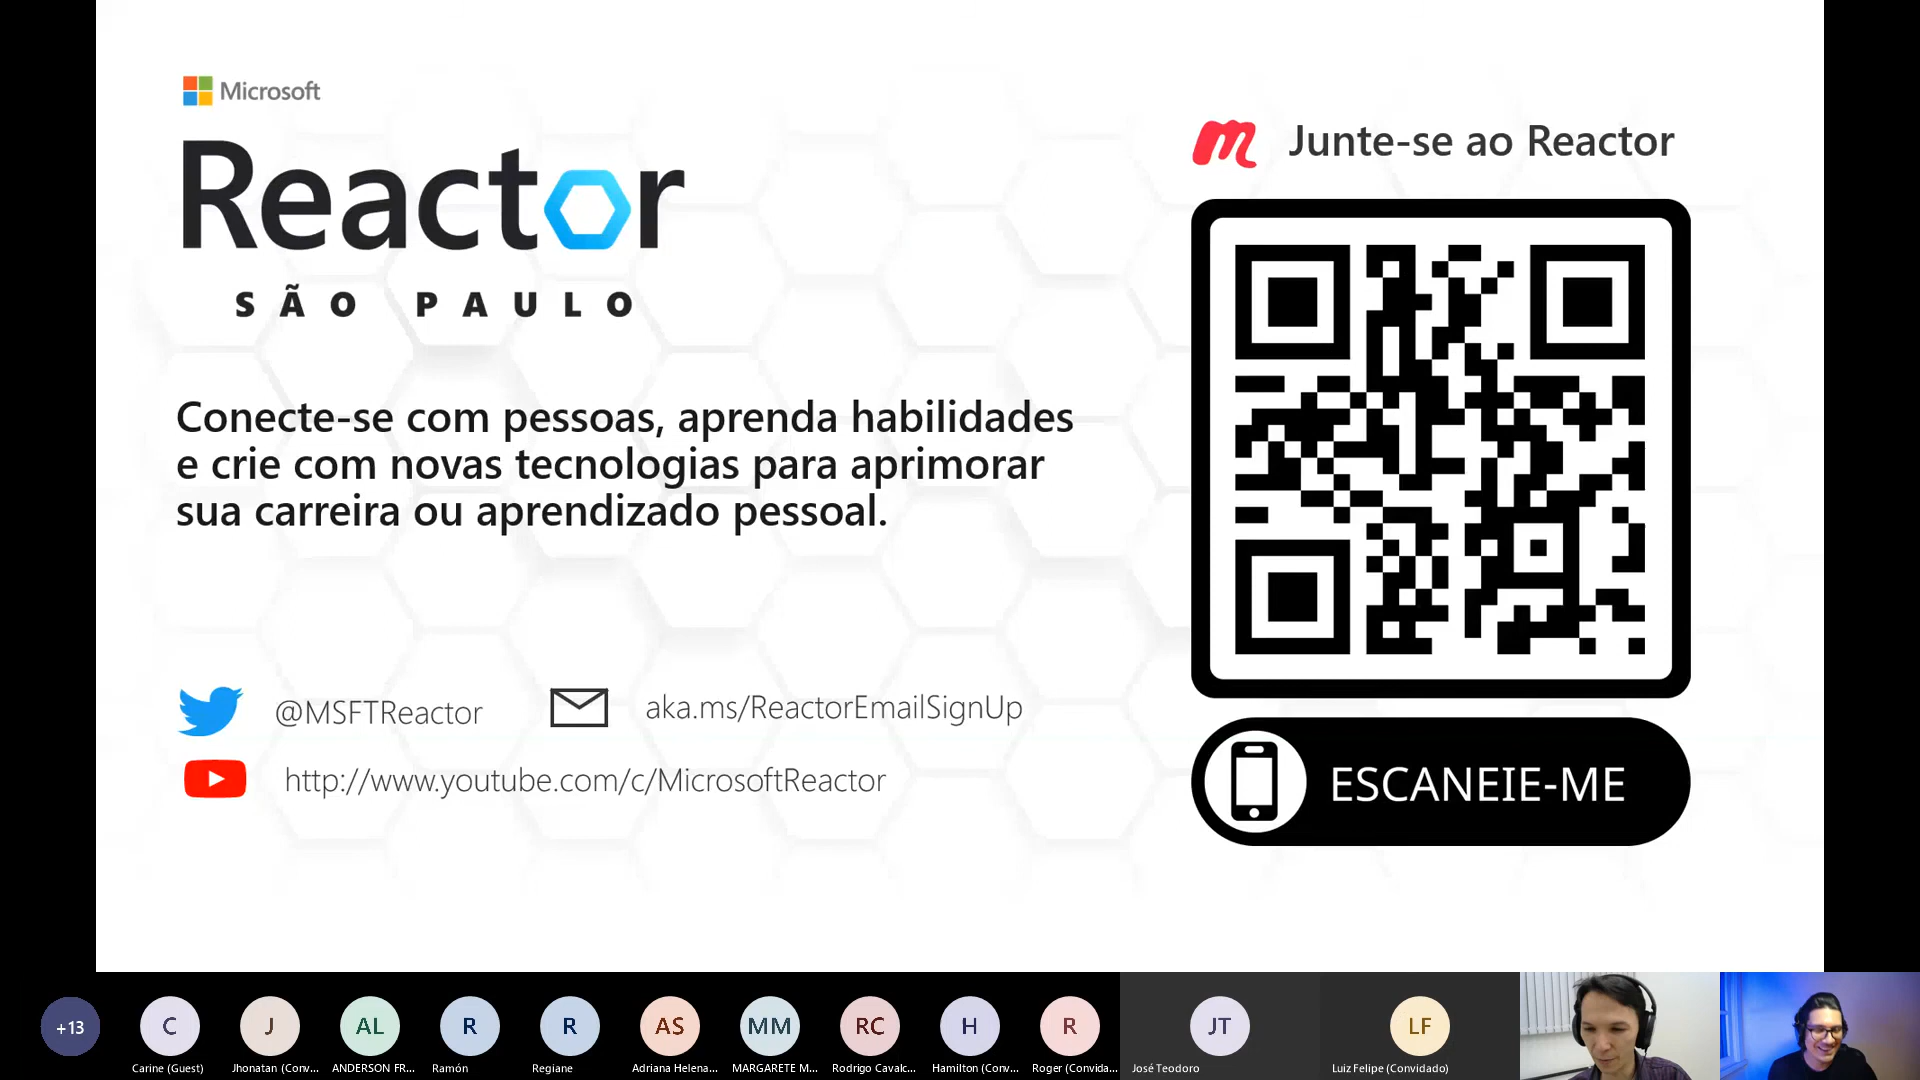 Microsoft
Reactor
SÃO PAULO
Conecte-se com pessoas, aprenda habilidades
e crie com novas tecnologias para aprimorar
sua carreira ou aprendizado pessoal.
@MSFTReactor
aka.ms/ReactorEmailSignUp
http://www.youtube.com/c/MicrosoftReactor
m Junte-se ao Reactor
ESCANEIE-ME
+13
C
J
AL
R
R
AS
MM
RC
H
R
JT
LF
Carine (Guest)
Jhonatan (Conv...
ANDERSON FR...
Ramón
Regiane
Adriana Helena...
MARGARETE M...
Rodrigo Cavalc...
Hamilton (Conv...
Roger (Convida...
José Teodoro
Luiz Felipe (Convidado)